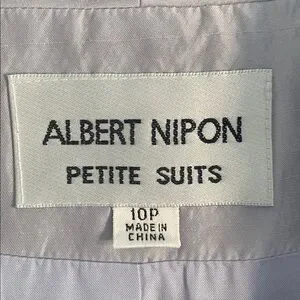 ALBERT NIPON
PETITE SUITS
10P
MADE IN
CHINA